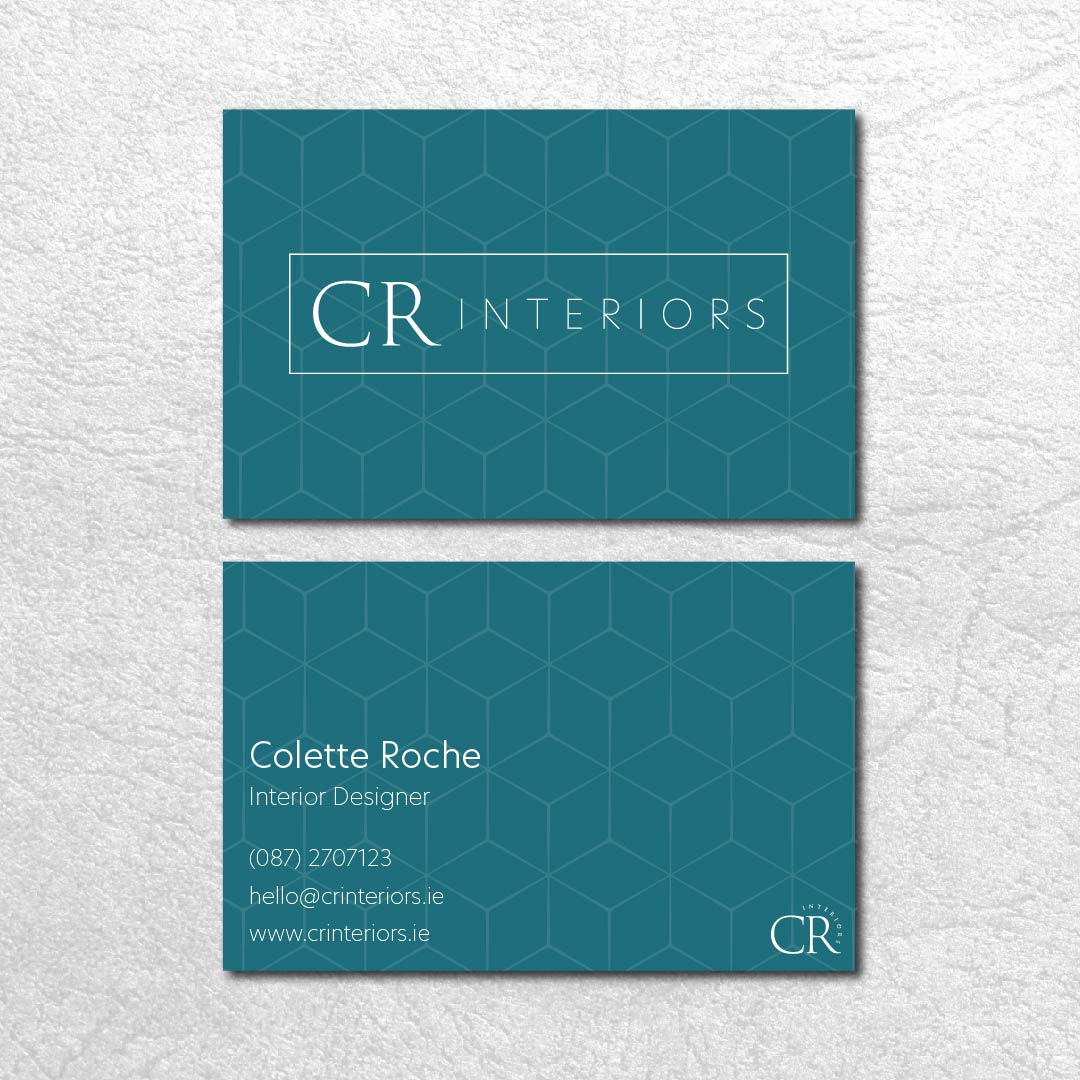 CR INTERIORS
Colette Roche
Interior Designer
(087) 2707123
hello@crinteriors.ie
www.crinteriors.ie
INTERIORS
CR